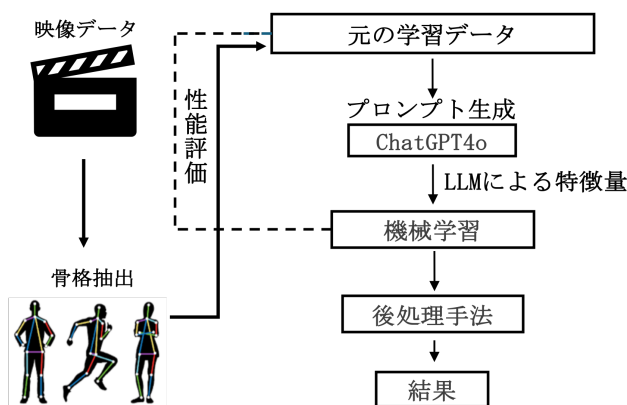 映像データ
骨格抽出
性能評価
元の学習データ
プロンプト生成
ChatGPT4o
LLMによる特徴量
機械学習
後処理手法
結果